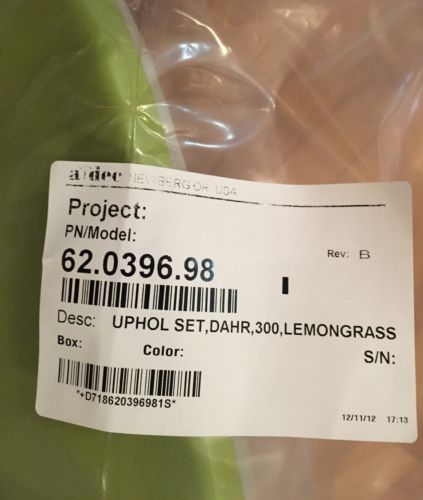 a-dec NEWBERG OR, USA
Project:
PN/Model:
Rev: B
62.0396.98
Desc: UPHOL SET,DAHR,300,LEMONGRASS
Box: Color: S/N:
*+D718620396981S*
12/11/12 17:13